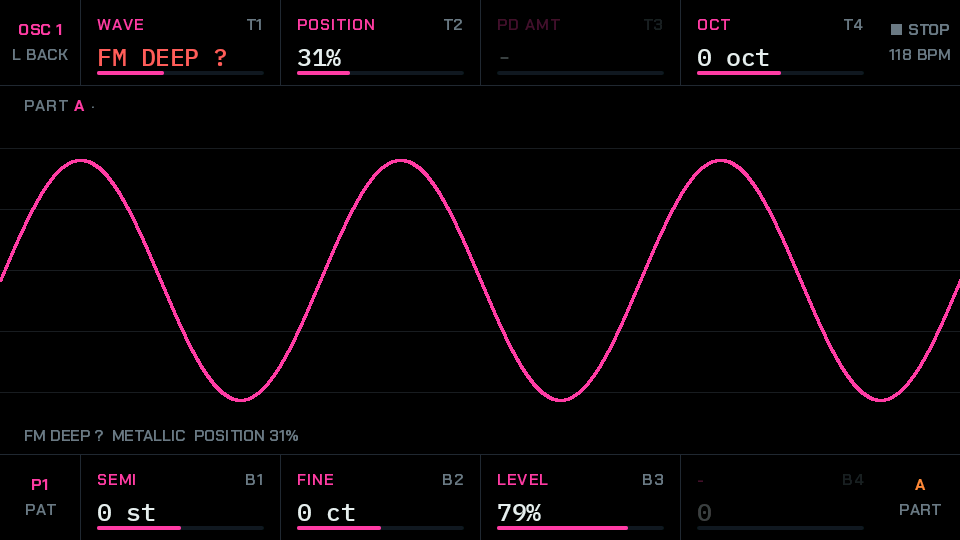 OSC 1
L BACK
WAVE T1
FM DEEP ?
POSITION T2
31%
PD AMT T3
-
OCT T4
0 oct
STOP
118 BPM
PART A ·
FM DEEP ? METALLIC POSITION 31%
P1
PAT
SEMI B1
0 st
FINE B2
0 ct
LEVEL B3
79%
- B4
0
A
PART